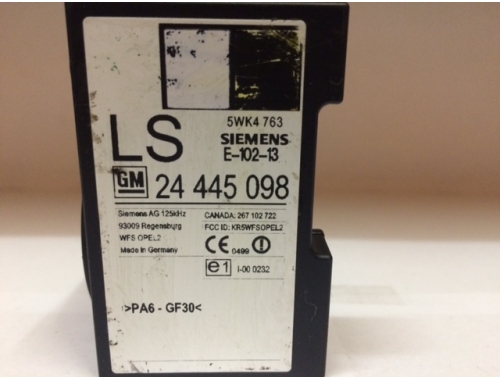 5WK4 763
LS
SIEMENS
E-102-13
GM 24 445 098
Siemens AG 125kHz
93009 Regensburg
WFS OPEL2
Made in Germany
CANADA: 267 102 722
FCC ID: KR5WFSOPEL2
CE 0499
e1 I-00 0232
>PA6 - GF30<